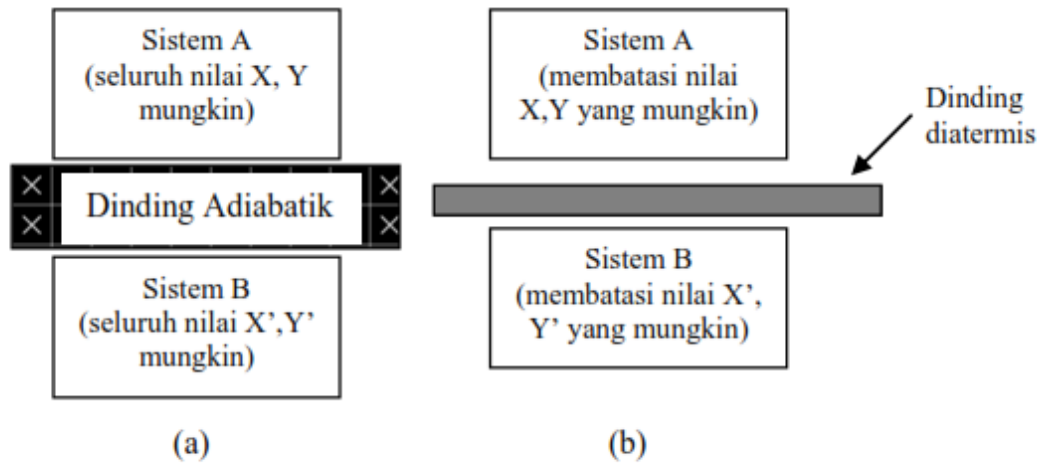 Sistem A
(seluruh nilai X, Y
mungkin)
Dinding Adiabatik
Sistem B
(seluruh nilai X’,Y’
mungkin)
(a)
Sistem A
(membatasi nilai
X,Y yang mungkin)
Dinding
diatermis
Sistem B
(membatasi nilai X’,
Y’ yang mungkin)
(b)